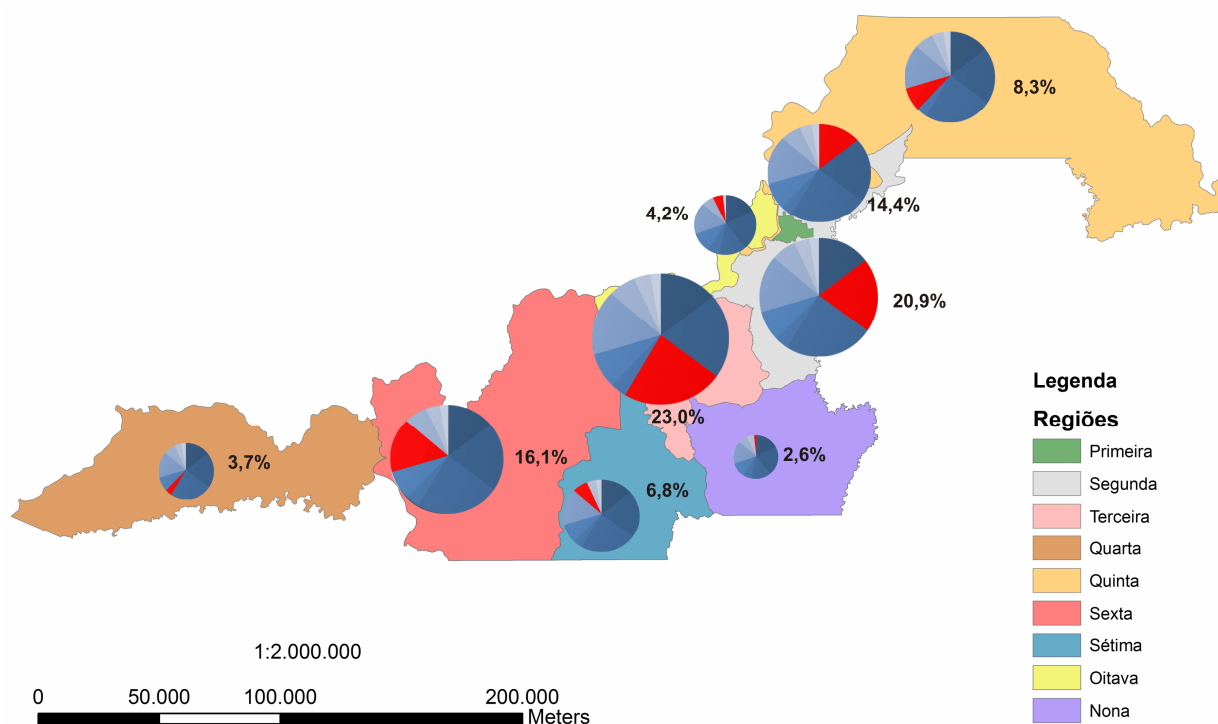 8,3%
14,4%
4,2%
20,9%
23,0%
16,1%
3,7%
2,6%
6,8%
Legenda
Regiões
Primeira
Segunda
Terceira
Quarta
Quinta
Sexta
Sétima
Oitava
Nona
1:2.000.000
0 50.000 100.000 200.000
Meters